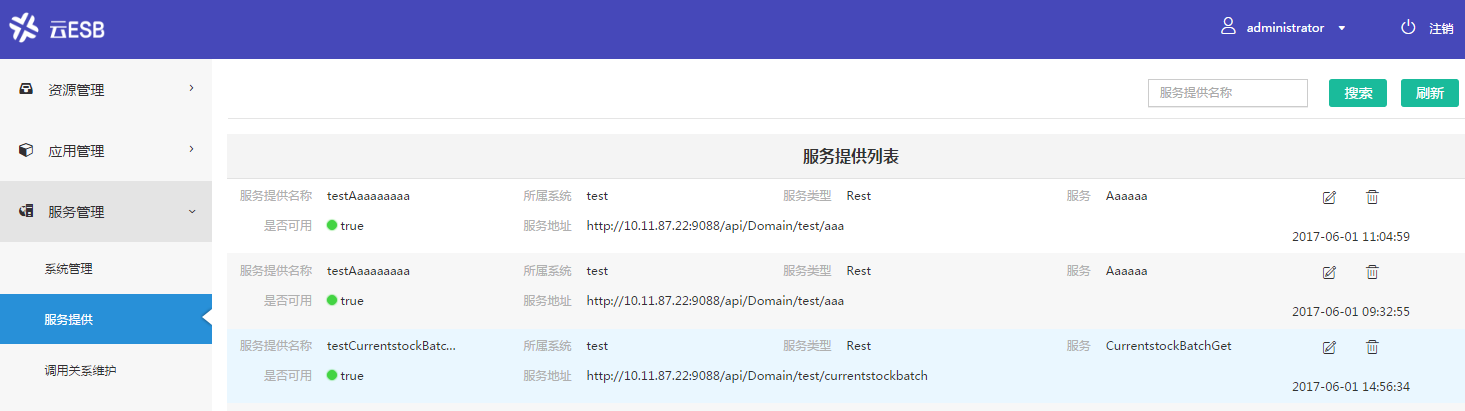 云ESB
administrator
注销
资源管理
应用管理
服务管理
系统管理
服务提供
调用关系维护
服务提供名称
搜索
刷新
服务提供列表
服务提供名称 testAaaaaaaaa 所属系统 test 服务类型 Rest 服务 Aaaaaa
是否可用 true 服务地址 http://10.11.87.22:9088/api/Domain/test/aaa
2017-06-01 11:04:59
服务提供名称 testAaaaaaaaa 所属系统 test 服务类型 Rest 服务 Aaaaaa
是否可用 true 服务地址 http://10.11.87.22:9088/api/Domain/test/aaa
2017-06-01 09:32:55
服务提供名称 testCurrentstockBatc... 所属系统 test 服务类型 Rest 服务 CurrentstockBatchGet
是否可用 true 服务地址 http://10.11.87.22:9088/api/Domain/test/currentstockbatch
2017-06-01 14:56:34